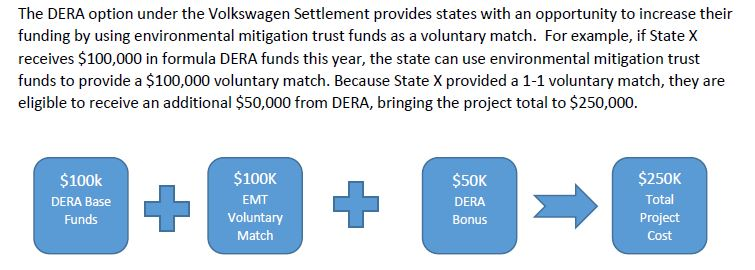 The DERA option under the Volkswagen Settlement provides states with an opportunity to increase their
funding by using environmental mitigation trust funds as a voluntary match.  For example, if State X
receives $100,000 in formula DERA funds this year, the state can use environmental mitigation trust
funds to provide a $100,000 voluntary match. Because State X provided a 1-1 voluntary match, they are
eligible to receive an additional $50,000 from DERA, bringing the project total to $250,000.
$100k
DERA Base
Funds
$100K
EMT
Voluntary
Match
$50K
DERA
Bonus
$250K
Total
Project
Cost